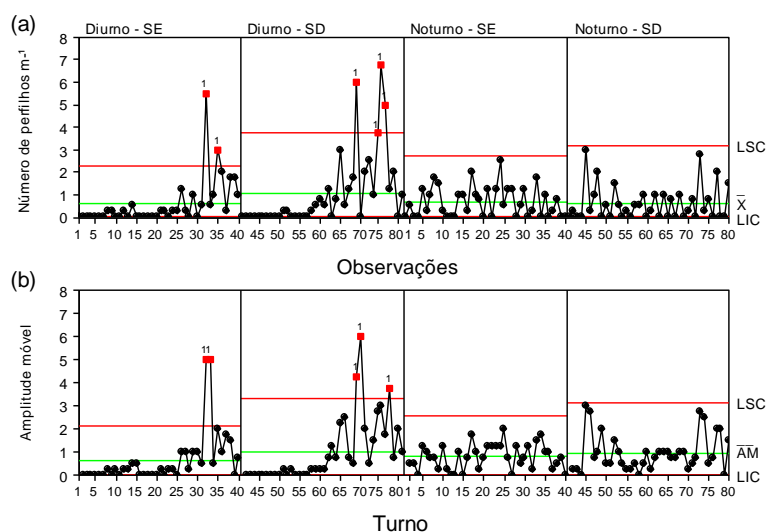 (a)
Diurno - SE Diurno - SD Noturno - SE Noturno - SD
Número de perfilhos m-¹
8
7
6
5
4
3
2
1
0
1 1 1 1 1 1
LSC
X̅
LIC
1 5 10 15 20 25 30 35 40 45 50 55 60 65 70 75 80 1 5 10 15 20 25 30 35 40 45 50 55 60 65 70 75 80
Observações
(b)
Amplitude móvel
8
7
6
5
4
3
2
1
0
11 1 1 1
LSC
A̅M̅
LIC
1 5 10 15 20 25 30 35 40 45 50 55 60 65 70 75 80 1 5 10 15 20 25 30 35 40 45 50 55 60 65 70 75 80
Turno